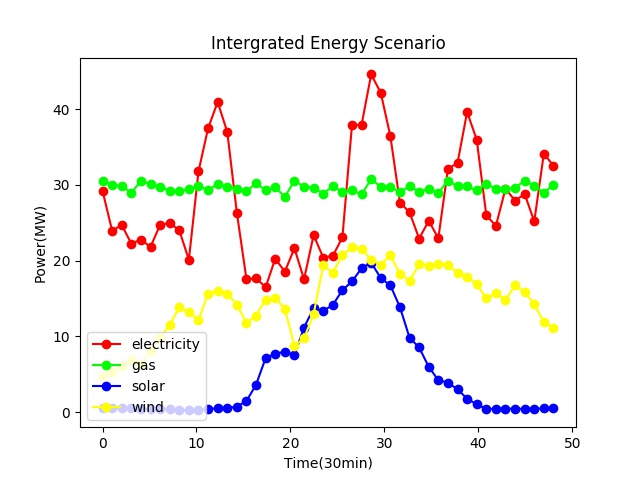 Intergrated Energy Scenario
Power(MW)
40
30
20
10
0
electricity
gas
solar
wind
0 10 20 30 40 50
Time(30min)